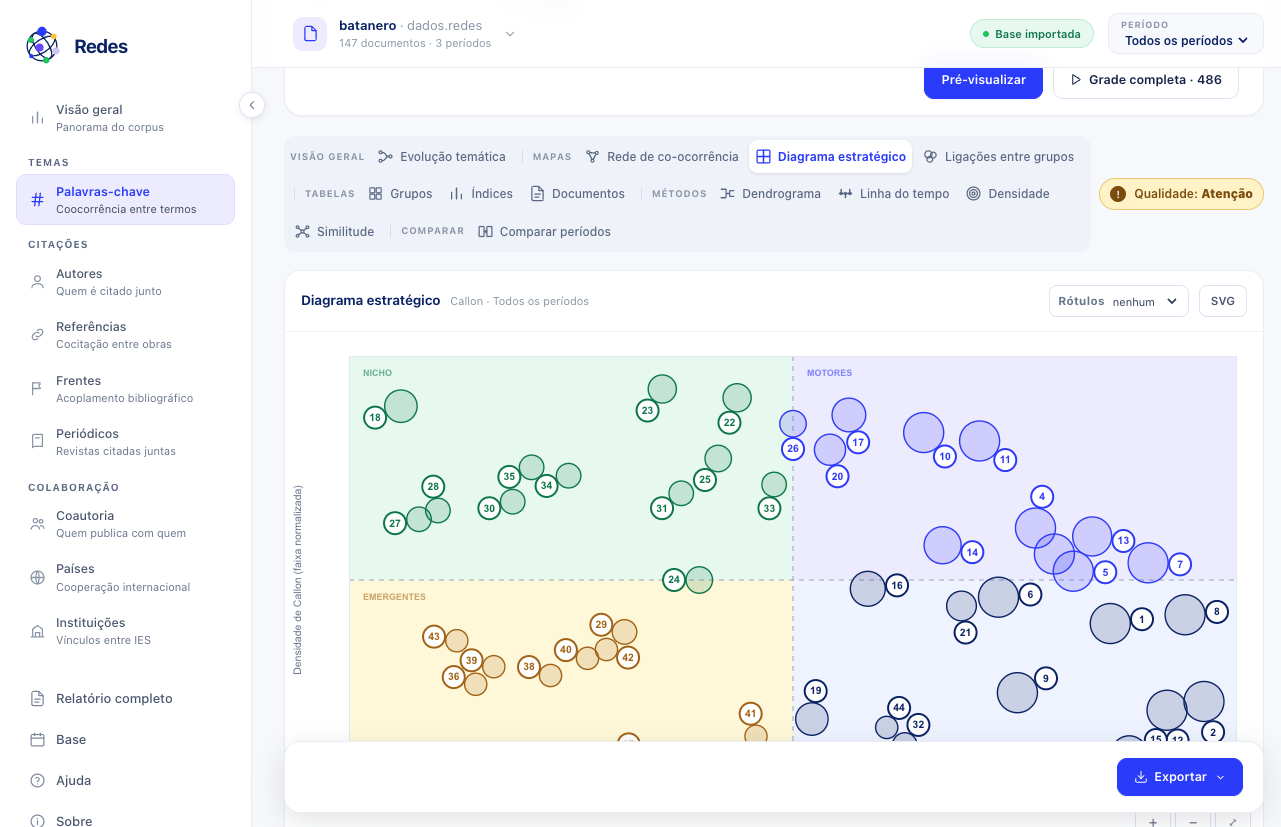 Redes
Visão geral
Panorama do corpus
TEMAS
Palavras-chave
Coocorrência entre termos
CITAÇÕES
Autores
Quem é citado junto
Referências
Cocitação entre obras
Frentes
Acoplamento bibliográfico
Periódicos
Revistas citadas juntas
COLABORAÇÃO
Coautoria
Quem publica com quem
Países
Cooperação internacional
Instituições
Vínculos entre IES
Relatório completo
Base
Ajuda
Sobre
batanero · dados.redes
147 documentos · 3 períodos
Base importada
PERÍODO
Todos os períodos
Pré-visualizar
Grade completa · 486
VISÃO GERAL Evolução temática MAPAS Rede de co-ocorrência Diagrama estratégico Ligações entre grupos
TABELAS Grupos Índices Documentos MÉTODOS Dendrograma Linha do tempo Densidade
Similitude COMPARAR Comparar períodos
! Qualidade: Atenção
Diagrama estratégico Callon · Todos os períodos
Rótulos nenhum
SVG
Densidade de Callon (faixa normalizada)
NICHO
18
23
22
28
35
34
30
27
25
31
33
24
MOTORES
26
17
20
10
11
4
14
13
5
7
EMERGENTES
43
39
36
38
40
29
42
41
16
6
21
1
8
9
19
44
32
15
12
2
Exportar
+ −